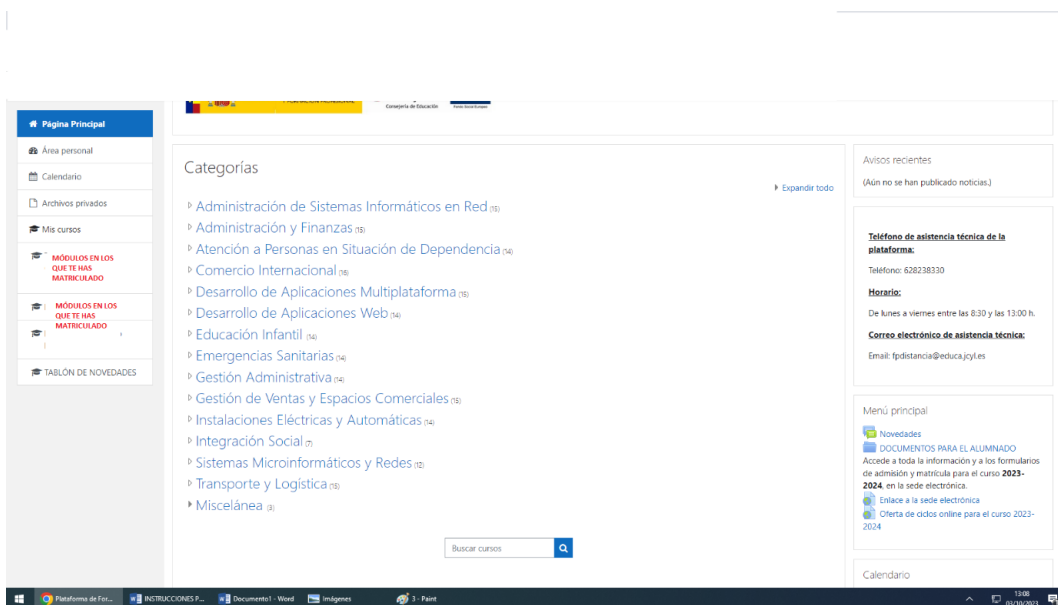 Consejería de Educación
Fondo Social Europeo
Página Principal
Área personal
Calendario
Archivos privados
Mis cursos
MÓDULOS EN LOS
QUE TE HAS
MATRICULADO
MÓDULOS EN LOS
QUE TE HAS
MATRICULADO
TABLÓN DE NOVEDADES
Categorías
Expandir todo
Administración de Sistemas Informáticos en Red (15)
Administración y Finanzas (15)
Atención a Personas en Situación de Dependencia (14)
Comercio Internacional (16)
Desarrollo de Aplicaciones Multiplataforma (15)
Desarrollo de Aplicaciones Web (14)
Educación Infantil (14)
Emergencias Sanitarias (14)
Gestión Administrativa (14)
Gestión de Ventas y Espacios Comerciales (15)
Instalaciones Eléctricas y Automáticas (14)
Integración Social (7)
Sistemas Microinformáticos y Redes (12)
Transporte y Logística (15)
Miscelánea (3)
Buscar cursos
Avisos recientes
(Aún no se han publicado noticias.)
Teléfono de asistencia técnica de la
plataforma:
Teléfono: 628238330
Horario:
De lunes a viernes entre las 8:30 y las 13:00 h.
Correo electrónico de asistencia técnica:
Email: fpdistancia@educa.jcyl.es
Menú principal
Novedades
DOCUMENTOS PARA EL ALUMNADO
Accede a toda la información y a los formularios
de admisión y matrícula para el curso 2023-
2024, en la sede electrónica.
Enlace a la sede electrónica
Oferta de ciclos online para el curso 2023-
2024
Calendario
Plataforma de For...
INSTRUCCIONES P...
Documento1 - Word
Imágenes
3 - Paint
13:08
03/10/2023